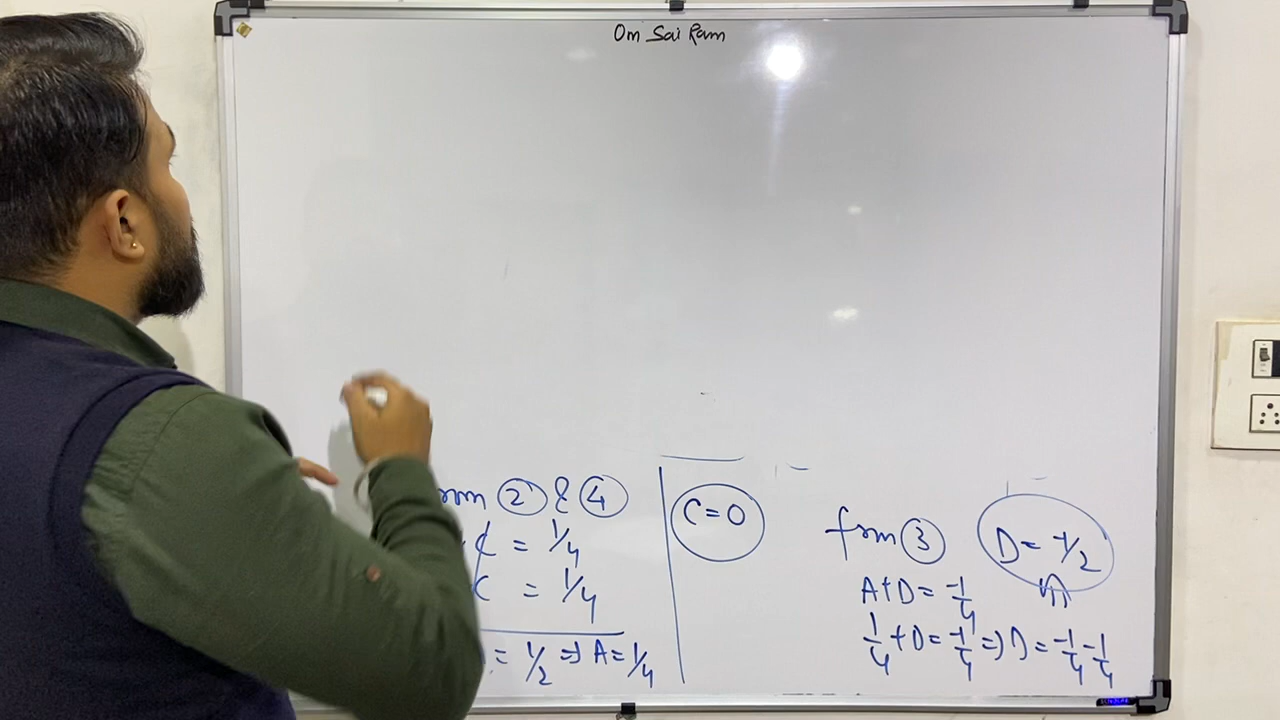 Om Sai Ram
② & ④
¢ = 1/4
C = 1/4
= 1/2 ⇒ A = 1/4
C = 0
from ③
D = -1/2
A + D = -1/4
1/4 + D = -1/4 ⇒ D = -1/4 - 1/4